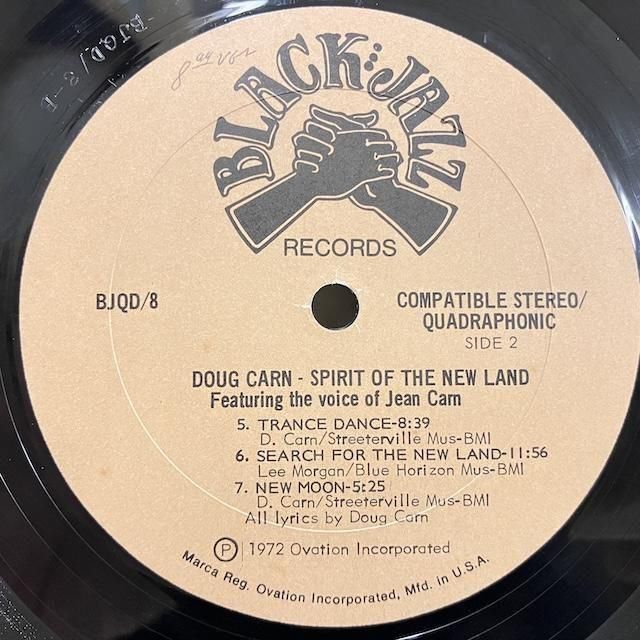 BJQD/8-
BLACK JAZZ
RECORDS
BJQD/8
COMPATIBLE STEREO/
QUADRAPHONIC
SIDE 2
DOUG CARN - SPIRIT OF THE NEW LAND
Featuring the voice of Jean Carn
5. TRANCE DANCE-8:39
D. Carn/Streeterville Mus-BMI
6. SEARCH FOR THE NEW LAND-11:56
Lee Morgan/Blue Horizon Mus-BMI
7. NEW MOON-5:25
D. Carn/Streeterville Mus-BMI
All lyrics by Doug Carn
Ⓟ 1972 Ovation Incorporated
Marca Reg. Ovation Incorporated, Mfd. in U.S.A.